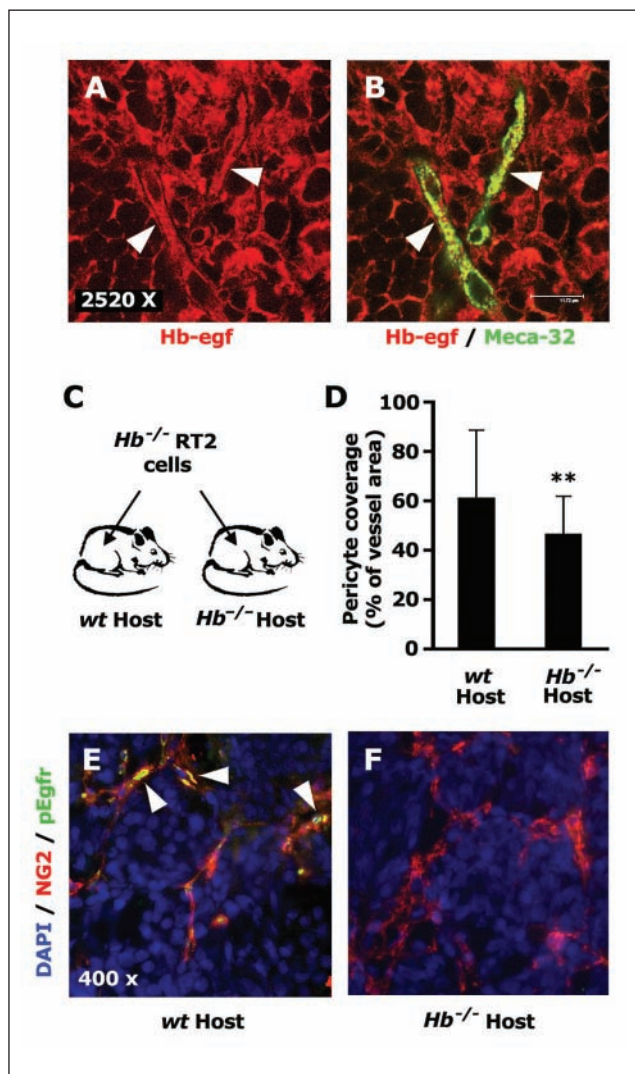 A
B
2520 X
Hb-egf
Hb-egf / Meca-32
C
D
Hb-/- RT2
cells
wt Host
Hb-/- Host
Pericyte coverage
(% of vessel area)
100
80
60
40
20
0
**
wt
Host
Hb-/-
Host
E
F
DAPI / NG2 / pEgfr
400 x
wt Host
Hb-/- Host